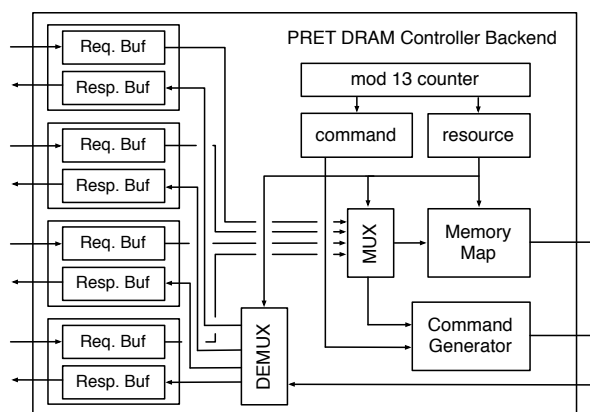 PRET DRAM Controller Backend
Req. Buf
Resp. Buf
mod 13 counter
command
resource
Req. Buf
Resp. Buf
Req. Buf
Resp. Buf
MUX
Memory
Map
Req. Buf
Resp. Buf
DEMUX
Command
Generator